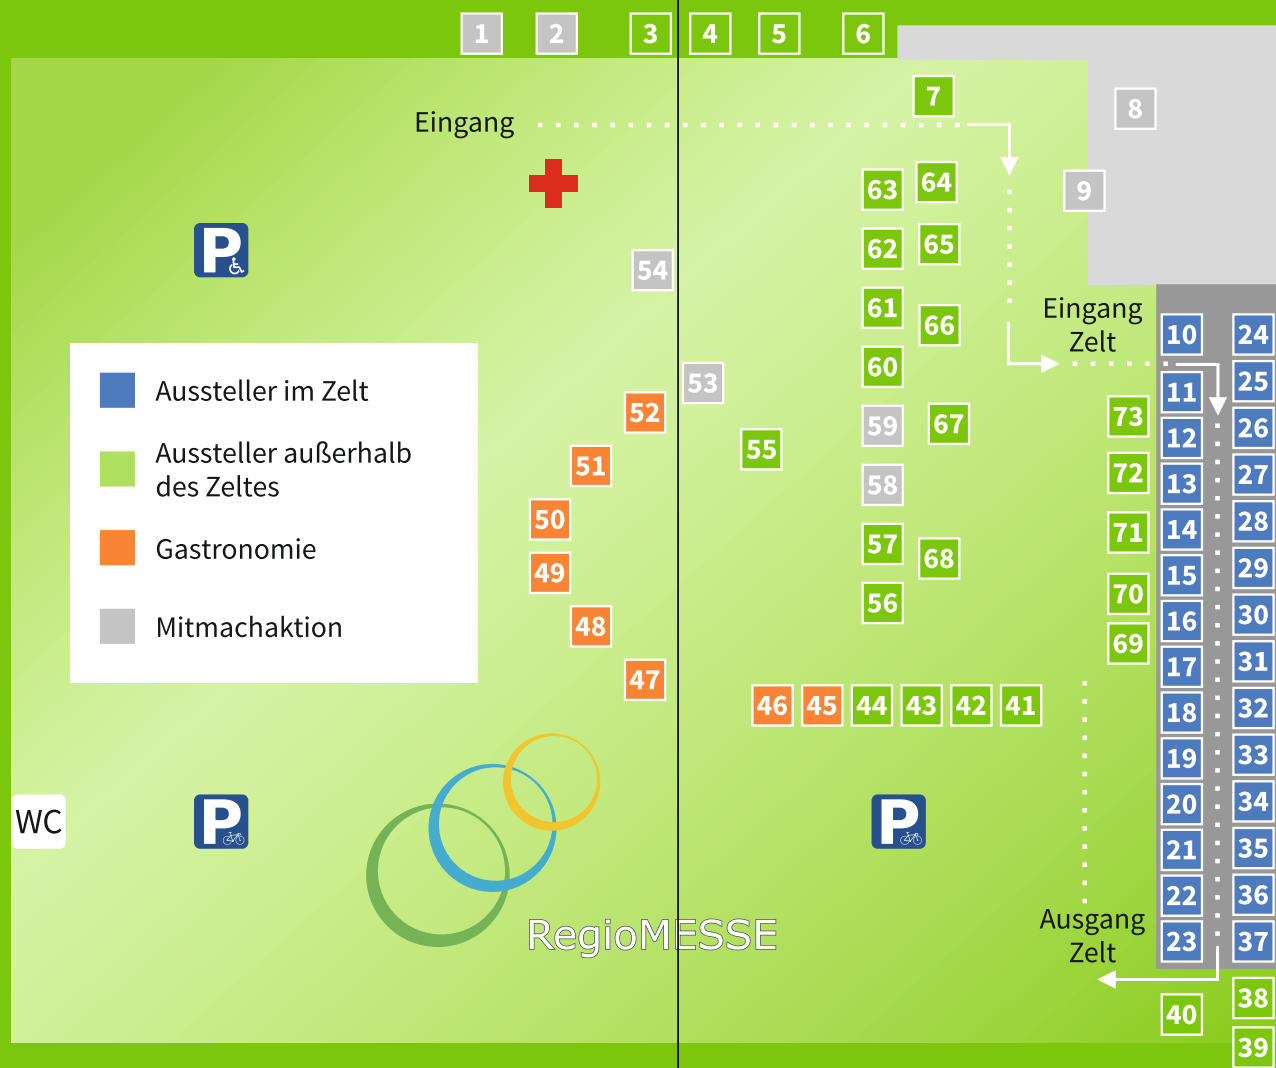 1 2 3 4 5 6
7
8
Eingang
9
63 64
62 65
54
61 66
Eingang
Zelt
60
53
52
59 67
55
51
58
50
57 68
49
56
48
47
46 45 44 43 42 41
73
72
71
70
69
10 24
11 25
12 26
13 27
14 28
15 29
16 30
17 31
18 32
19 33
20 34
21 35
22 36
23 37
38
40
39
Aussteller im Zelt
Aussteller außerhalb
des Zeltes
Gastronomie
Mitmachaktion
P
WC
P
P
RegioMESSE
Ausgang
Zelt